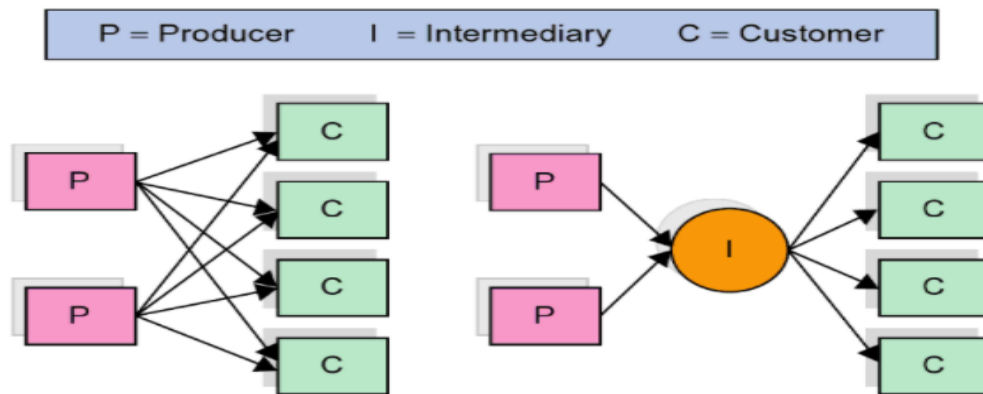 P = Producer I = Intermediary C = Customer
C C
P P
C C
I
C C
P P
C C